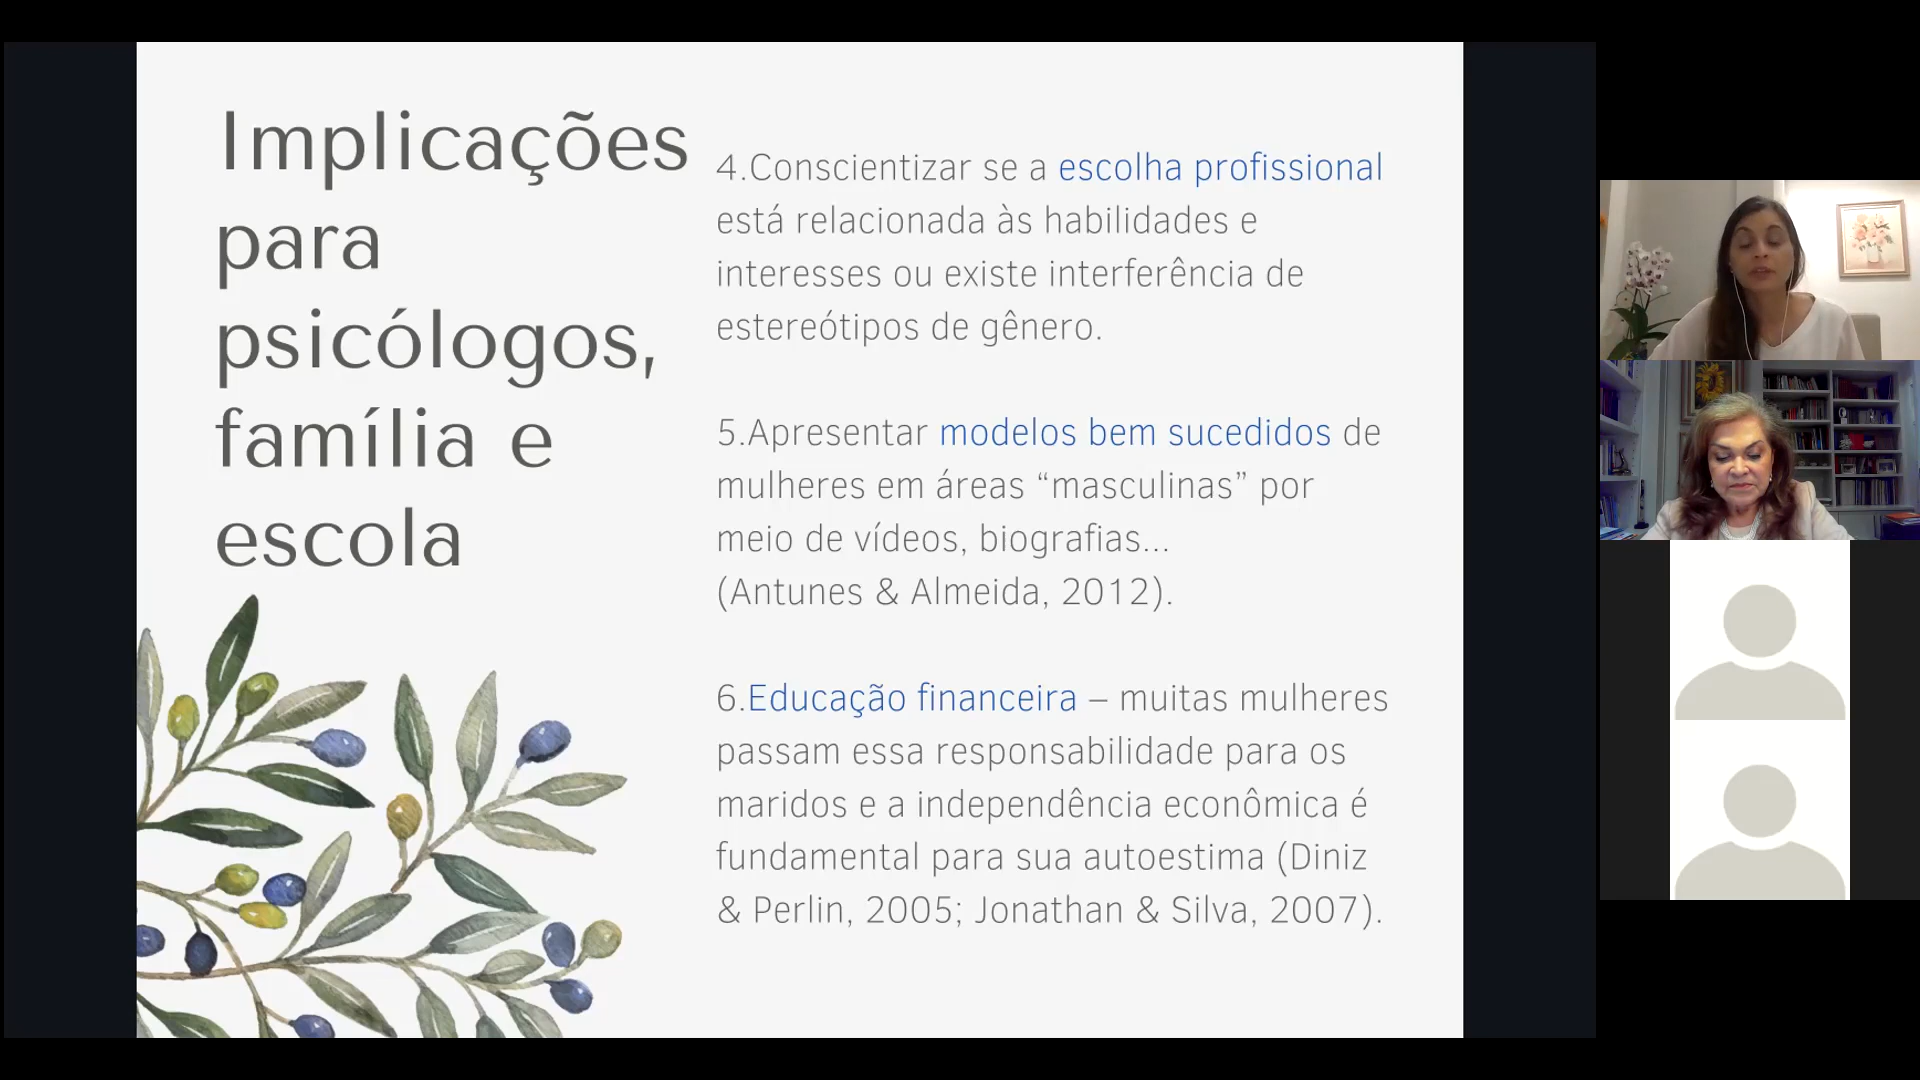 Implicações
para
psicólogos,
família e
escola
4.Conscientizar se a escolha profissional
está relacionada às habilidades e
interesses ou existe interferência de
estereótipos de gênero.
5.Apresentar modelos bem sucedidos de
mulheres em áreas “masculinas” por
meio de vídeos, biografias...
(Antunes & Almeida, 2012).
6.Educação financeira – muitas mulheres
passam essa responsabilidade para os
maridos e a independência econômica é
fundamental para sua autoestima (Diniz
& Perlin, 2005; Jonathan & Silva, 2007).